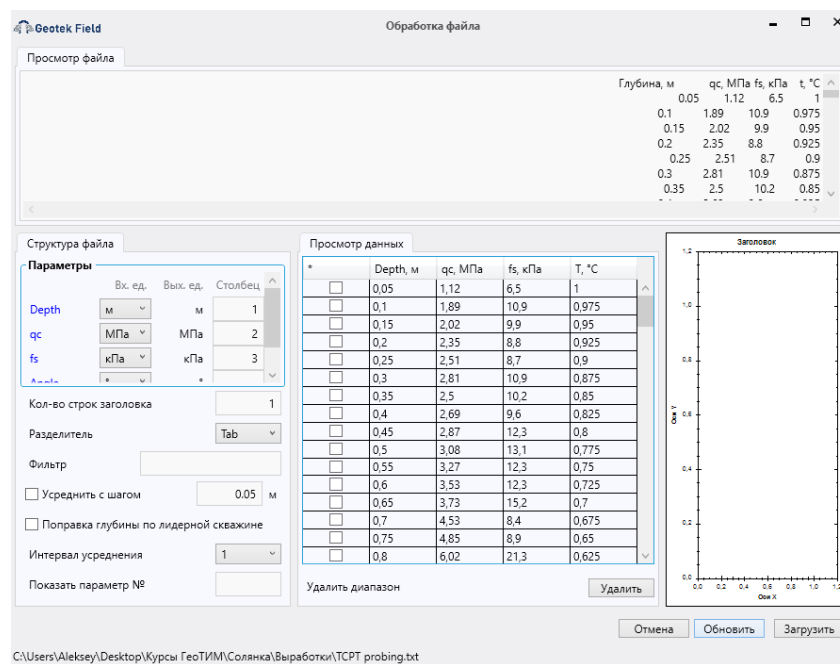 Geotek Field
Обработка файла
Просмотр файла
Глубина, м qc, МПа fs, кПа t, °С
0.05 1.12 6.5 1
0.1 1.89 10.9 0.975
0.15 2.02 9.9 0.95
0.2 2.35 8.8 0.925
0.25 2.51 8.7 0.9
0.3 2.81 10.9 0.875
0.35 2.5 10.2 0.85
Структура файла
Параметры
Вх. ед. Вых. ед. Столбец
Depth м м 1
qc МПа МПа 2
fs кПа кПа 3
Кол-во строк заголовка 1
Разделитель Tab
Фильтр
Усреднить с шагом 0.05 м
Поправка глубины по лидерной скважине
Интервал усреднения 1
Показать параметр №
Просмотр данных
* Depth, м qc, МПа fs, кПа T, °С
0,05 1,12 6,5 1
0,1 1,89 10,9 0,975
0,15 2,02 9,9 0,95
0,2 2,35 8,8 0,925
0,25 2,51 8,7 0,9
0,3 2,81 10,9 0,875
0,35 2,5 10,2 0,85
0,4 2,69 9,6 0,825
0,45 2,87 12,3 0,8
0,5 3,08 13,1 0,775
0,55 3,27 12,3 0,75
0,6 3,53 12,3 0,725
0,65 3,73 15,2 0,7
0,7 4,53 8,4 0,675
0,75 4,85 8,9 0,65
0,8 6,02 21,3 0,625
Удалить диапазон Удалить
Заголовок
1,2
1,0
0,8
0,6
0,4
0,2
0,0
Ось Y
0,0 0,2 0,4 0,6 0,8 1,0 1,2
Ось X
Отмена Обновить Загрузить
C:\Users\Aleksey\Desktop\Курсы ГеоТИМ\Солянка\Выработки\TCPT probing.txt